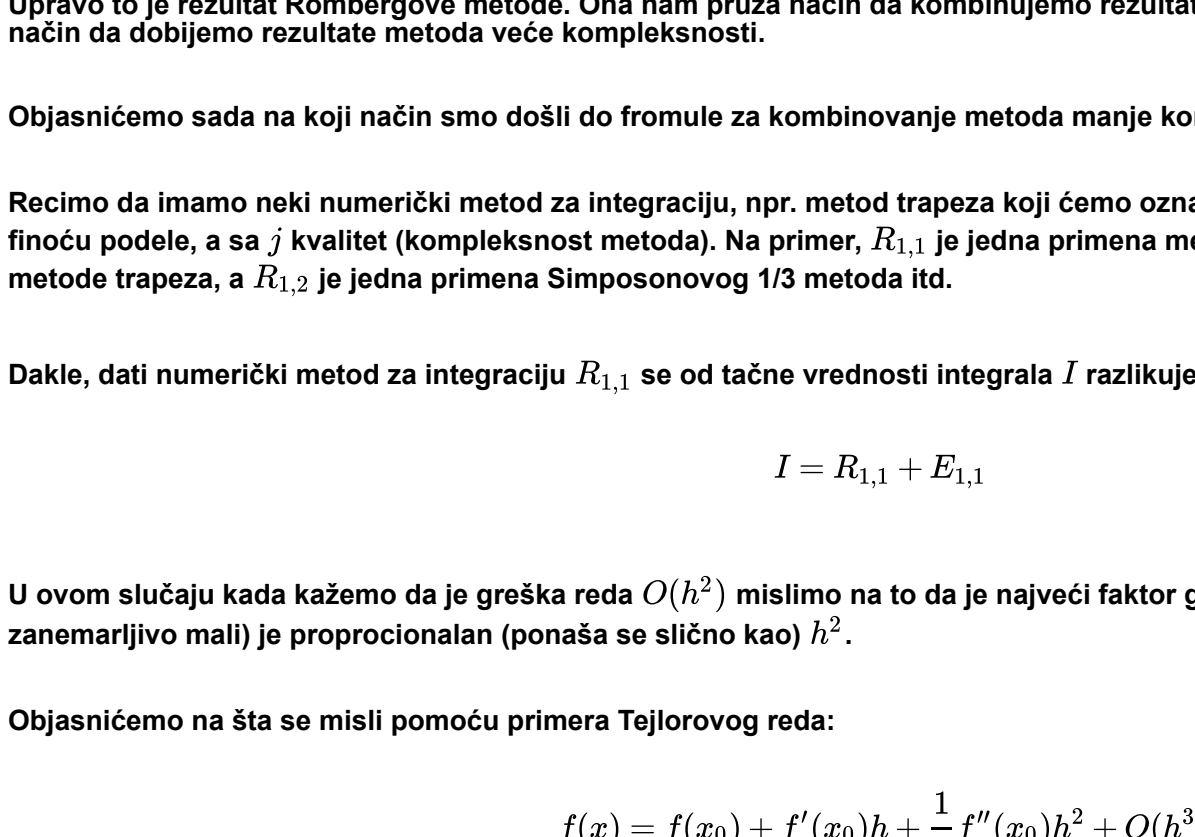 Upravo to je rezultat Rombergove metode. Ona nam pruža način da kombinujemo rezultat
način da dobijemo rezultate metoda veće kompleksnosti.
Objasnićemo sada na koji način smo došli do fromule za kombinovanje metoda manje
Recimo da imamo neki numerički metod za integraciju, npr. metod trapeza koji ćemo
finoću podele, a sa j kvalitet (kompleksnost metoda). Na primer, R₁,₁ je jedna primena
metode trapeza, a R₁,₂ je jedna primena Simposonovog 1/3 metoda itd.
Dakle, dati numerički metod za integraciju R₁,₁ se od tačne vrednosti integrala I razlikuje
I = R₁,₁ + E₁,₁
U ovom slučaju kada kažemo da je greška reda O(h²) mislimo na to da je najveći faktor
zanemarljivo mali) je proprocionalan (ponaša se slično kao) h².
Objasnićemo na šta se misli pomoću primera Tejlorovog reda:
f(x) = f(x₀) + f′(x₀)h + 1/ f″(x₀)h² + O(h³